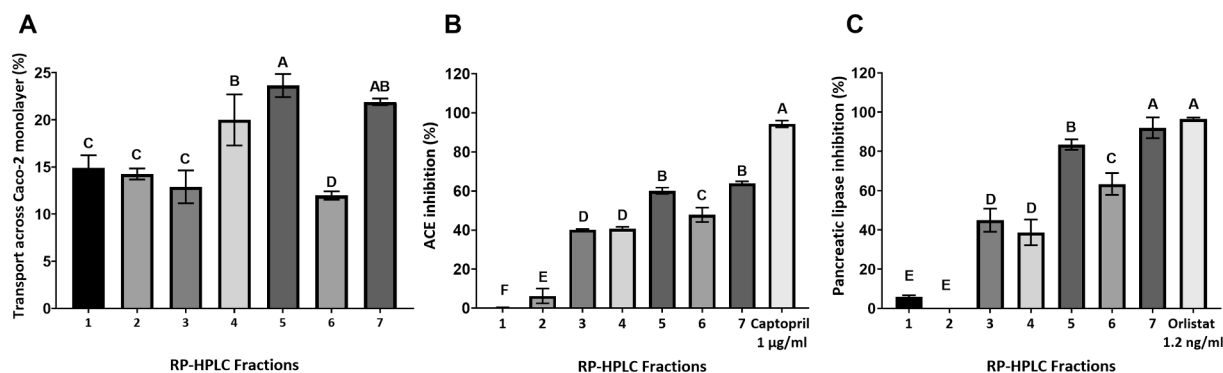 A
Transport across Caco-2 monolayer (%)
25
20
15
10
5
0
C
C
C
B
A
D
AB
1 2 3 4 5 6 7
RP-HPLC Fractions
B
ACE inhibition (%)
120
100
80
60
40
20
0
F
E
D
D
B
C
B
A
1 2 3 4 5 6 7 Captopril
1 µg/ml
RP-HPLC Fractions
C
Pancreatic lipase inhibition (%)
120
100
80
60
40
20
0
E
E
D
D
B
C
A
A
1 2 3 4 5 6 7 Orlistat
1.2 ng/ml
RP-HPLC Fractions